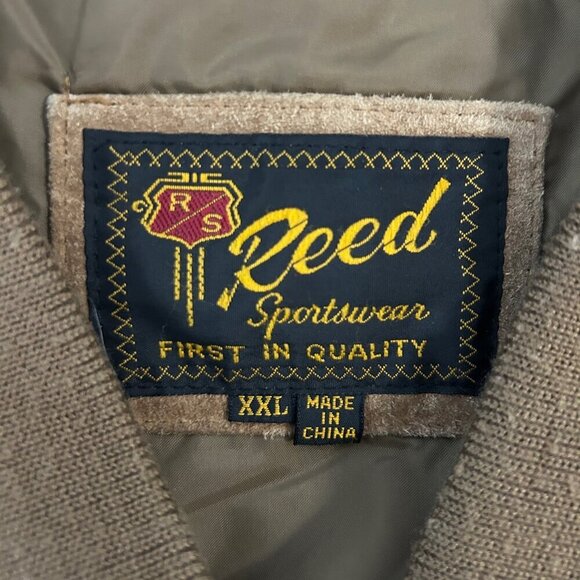 R
S
Reed
Sportswear
FIRST IN QUALITY
XXL
MADE
IN
CHINA